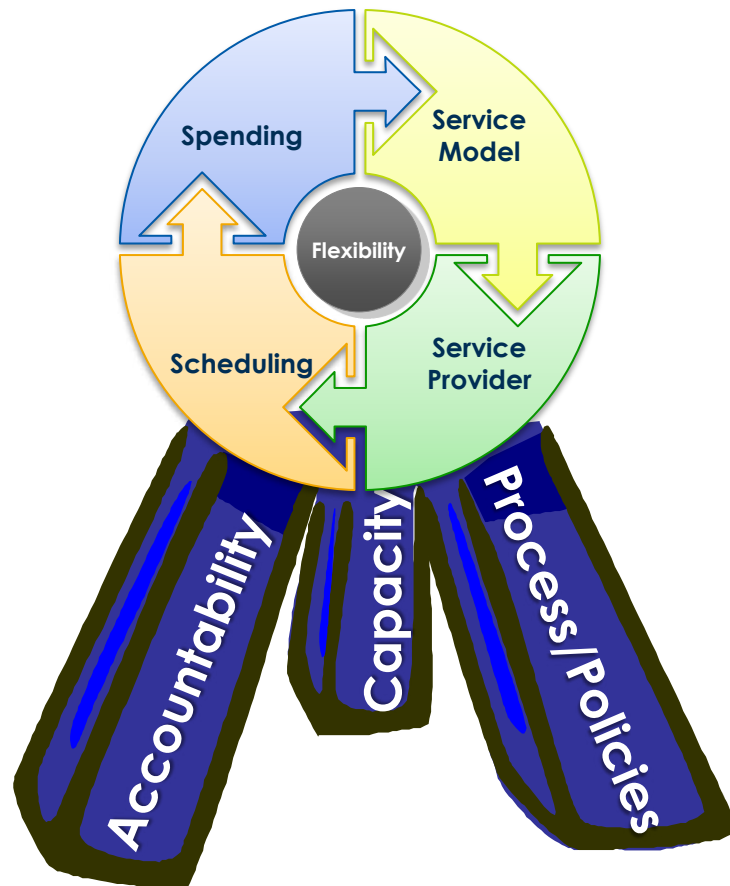 Spending
Service
Model
Flexibility
Scheduling
Service
Provider
Accountability
Capacity
Process/Policies